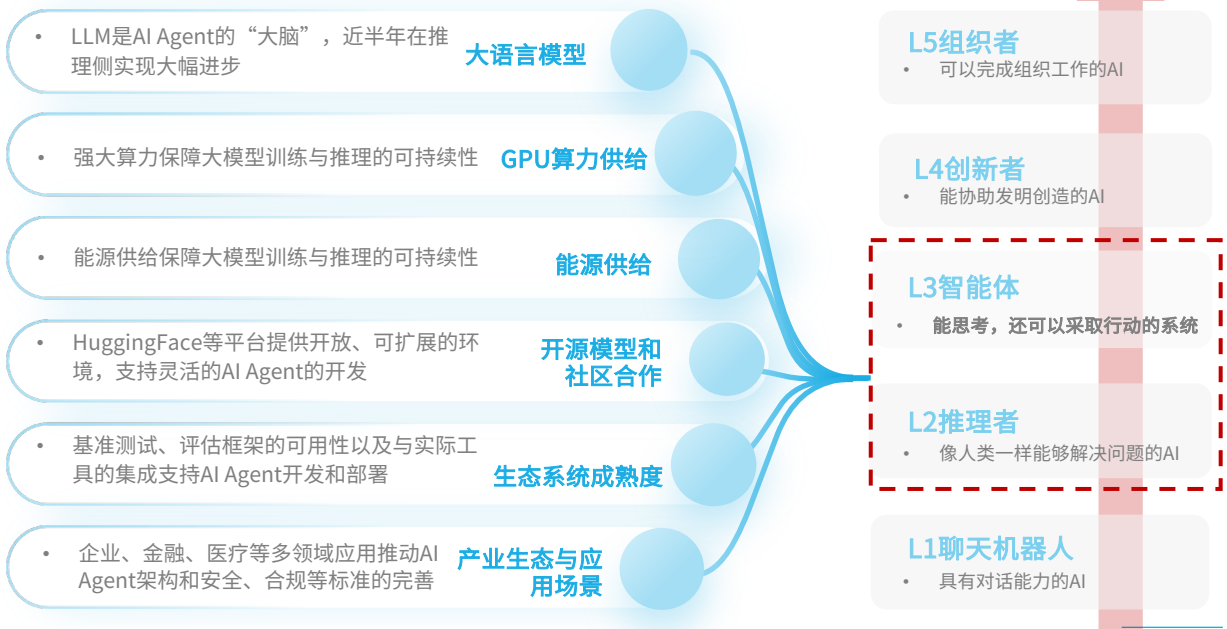 • LLM是AI Agent的“大脑”，近半年在推
理侧实现大幅进步
大语言模型
• 强大算力保障大模型训练与推理的可持续性
GPU算力供给
• 能源供给保障大模型训练与推理的可持续性
能源供给
• HuggingFace等平台提供开放、可扩展的环
境，支持灵活的AI Agent的开发
开源模型和
社区合作
• 基准测试、评估框架的可用性以及与实际工
具的集成支持AI Agent开发和部署
生态系统成熟度
• 企业、金融、医疗等多领域应用推动AI
Agent架构和安全、合规等标准的完善
产业生态与应
用场景
L5组织者
• 可以完成组织工作的AI
L4创新者
• 能协助发明创造的AI
L3智能体
• 能思考，还可以采取行动的系统
L2推理者
• 像人类一样能够解决问题的AI
L1聊天机器人
• 具有对话能力的AI